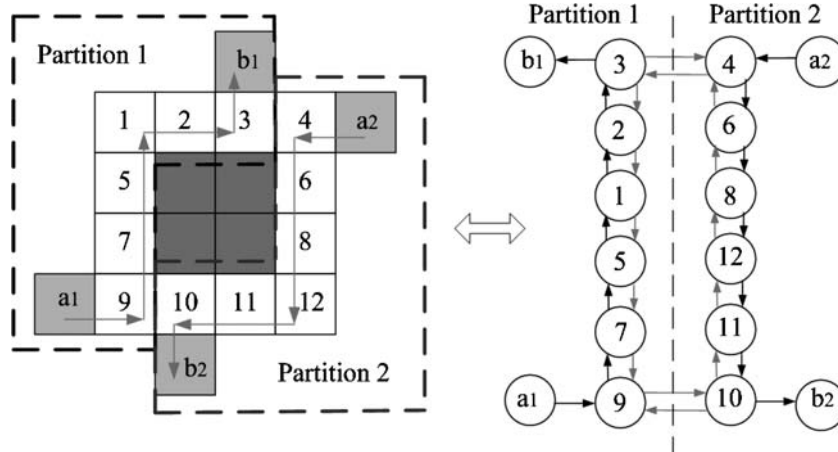 Partition 1
b1
1 2 3 4 a2
5 6
7 8
a1 9 10 11 12
b2
Partition 2
Partition 1 Partition 2
b1 3 4 a2
2 6
1 8
5 12
7 11
a1 9 10 b2